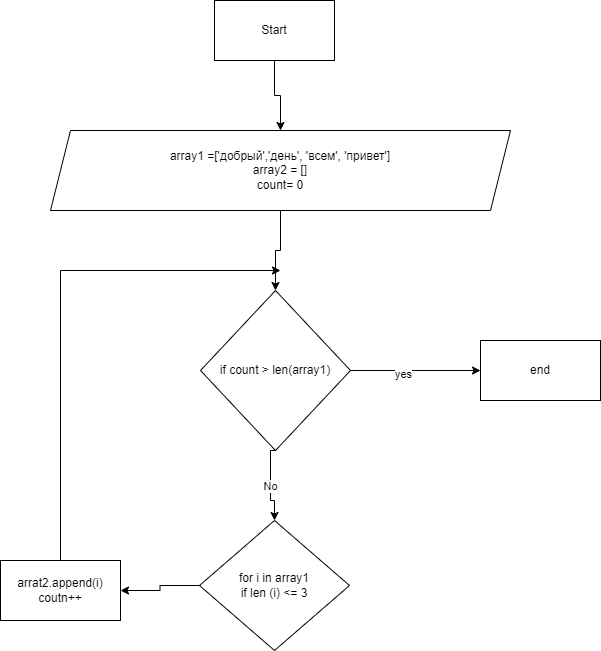 Start
array1 =['добрый','день', 'всем', 'привет']
array2 = []
count= 0
if count > len(array1)
yes
end
No
for i in array1
if len (i) <= 3
arrat2.append(i)
coutn++